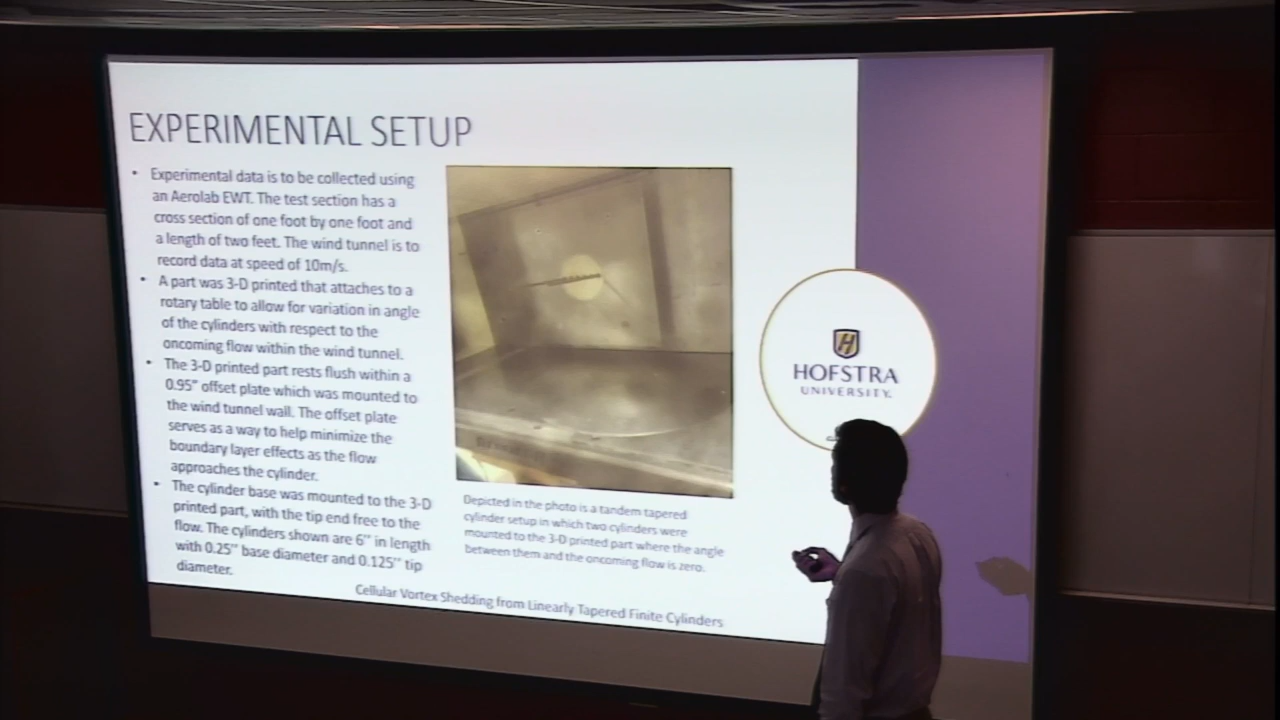 EXPERIMENTAL SETUP
• Experimental data is to be collected using
an Aerolab EWT. The test section has a
cross section of one foot by one foot and
a length of two feet. The wind tunnel is to
record data at speed of 10m/s.
• A part was 3-D printed that attaches to a
rotary table to allow for variation in angle
of the cylinders with respect to the
oncoming flow within the wind tunnel.
• The 3-D printed part rests flush within a
0.95" offset plate which was mounted to
the wind tunnel wall. The offset plate
serves as a way to help minimize the
boundary layer effects as the flow
approaches the cylinder.
• The cylinder base was mounted to the 3-D
printed part, with the tip end free to the
flow. The cylinders shown are 6'' in length
with 0.25'' base diameter and 0.125'' tip
diameter.
Depicted in the photo is a tandem tapered
cylinder setup in which two cylinders were
mounted to the 3-D printed part where the angle
between them and the oncoming flow is zero.
Cellular Vortex Shedding from Linearly Tapered Finite Cylinders
H
HOFSTRA
UNIVERSITY.